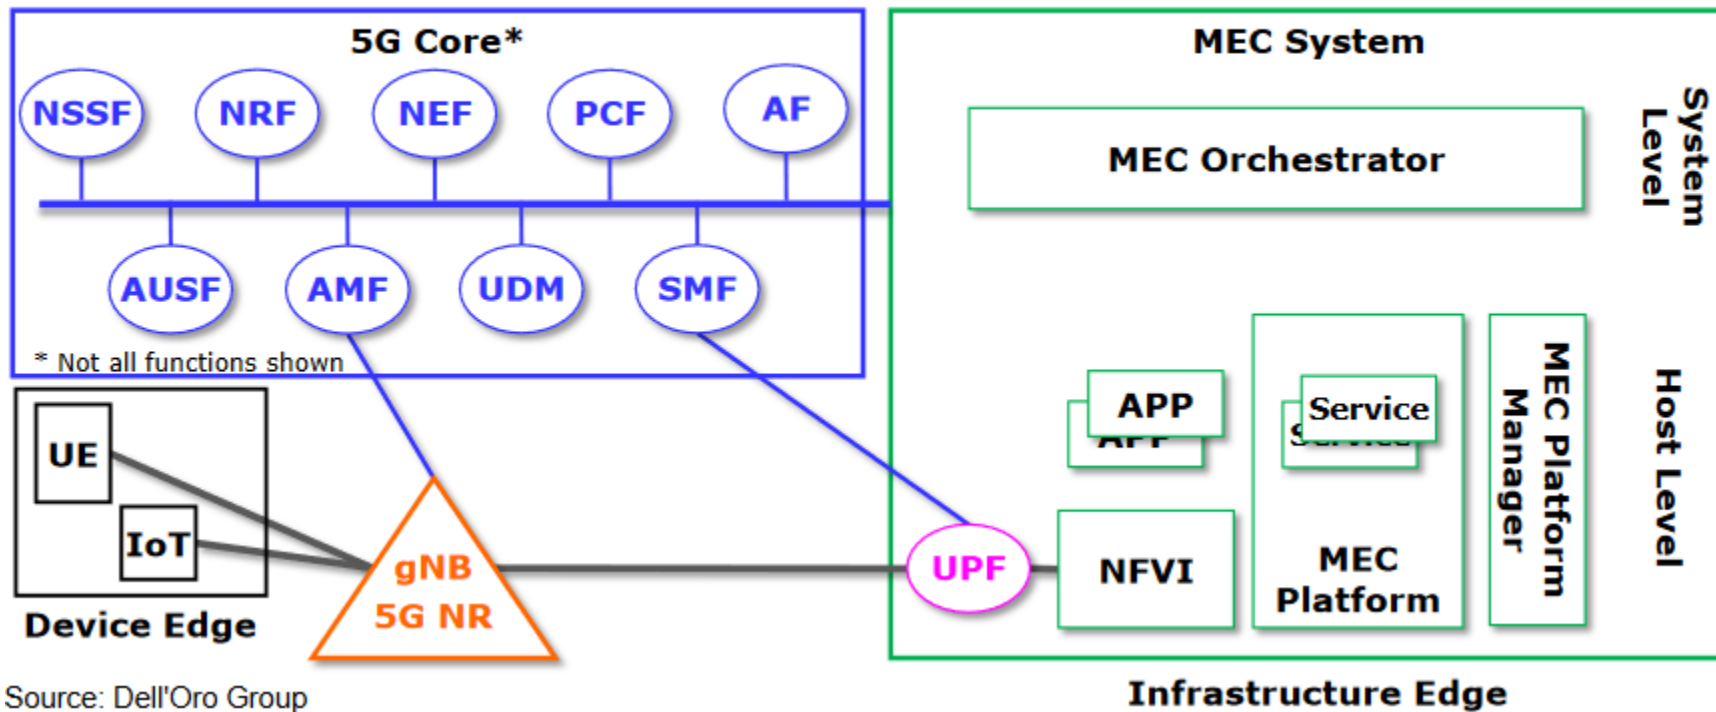 5G Core*
NSSF
NRF
NEF
PCF
AF
AUSF
AMF
UDM
SMF
* Not all functions shown
UE
IoT
Device Edge
gNB
5G NR
Source: Dell'Oro Group
MEC System
MEC Orchestrator
System
Level
APP
APP
Service
Service
MEC
Platform
MEC Platform
Manager
Host Level
UPF
NFVI
Infrastructure Edge